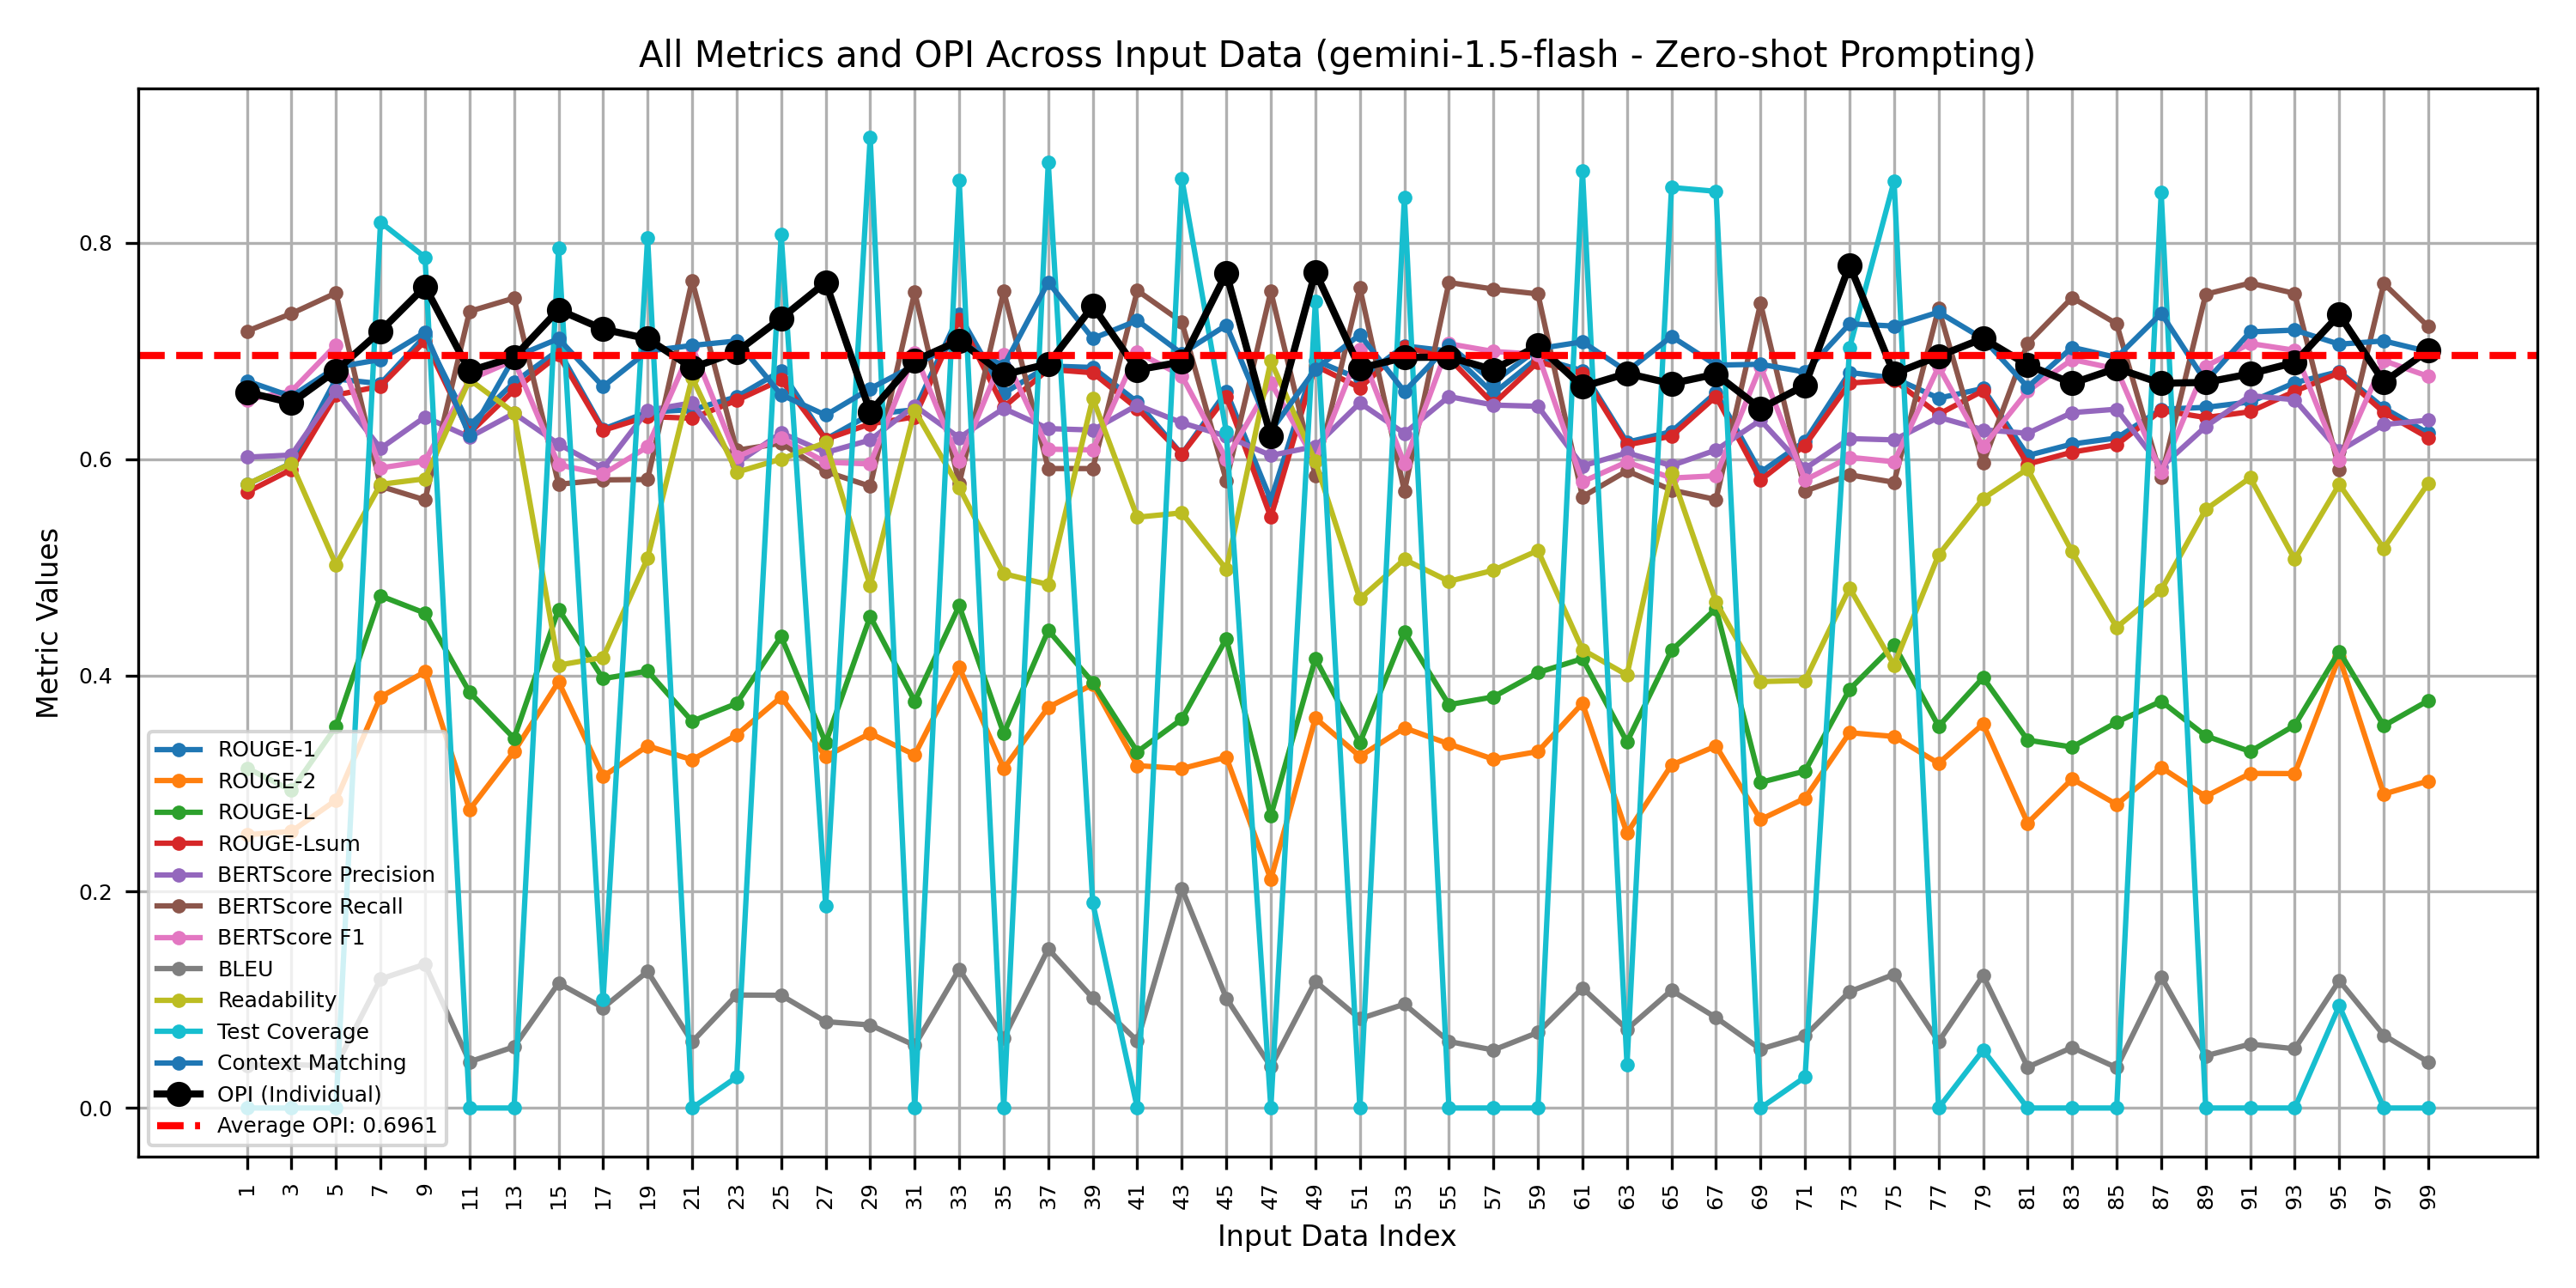 All Metrics and OPI Across Input Data (gemini-1.5-flash - Zero-shot Prompting)
Metric Values
0.8
0.6
0.4
0.2
0.0
ROUGE-1
ROUGE-2
ROUGE-L
ROUGE-Lsum
BERTScore Precision
BERTScore Recall
BERTScore F1
BLEU
Readability
Test Coverage
Context Matching
OPI (Individual)
Average OPI: 0.6961
1 3 5 7 9 11 13 15 17 19 21 23 25 27 29 31 33 35 37 39 41 43 45 47 49 51 53 55 57 59 61 63 65 67 69 71 73 75 77 79 81 83 85 87 89 91 93 95 97 99
Input Data Index